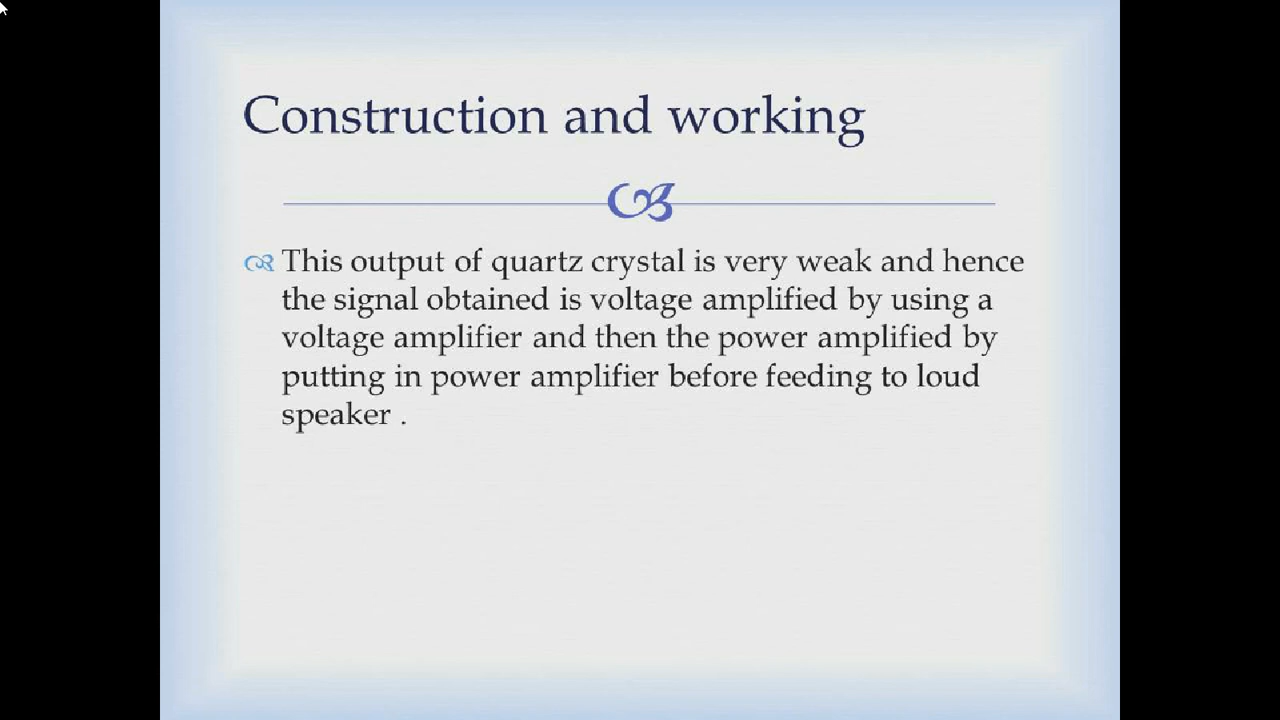 Construction and working
This output of quartz crystal is very weak and hence
the signal obtained is voltage amplified by using a
voltage amplifier and then the power amplified by
putting in power amplifier before feeding to loud
speaker .